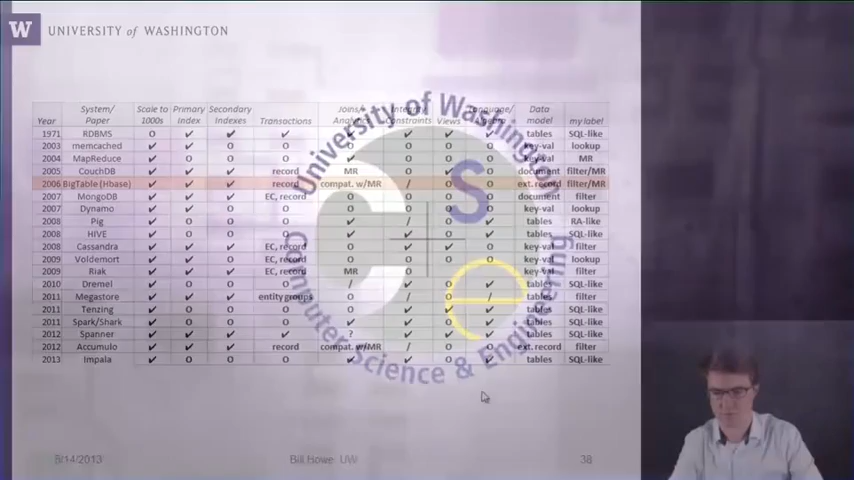 W UNIVERSITY of WASHINGTON
University of Washington
Computer Science & Engineering
CSe
Year System/Paper Scale to 1000s Primary Index Secondary Indexes Transactions Joins/Analytics Integrity Constraints Views Language/Algebra Data model my label
1971 RDBMS O ✔ ✔ ✔ ✔ ✔ tables SQL-like
2003 memcached ✔ ✔ O O O O O O key-val lookup
2004 MapReduce ✔ O O O ✔ O O O key-val MR
2005 CouchDB ✔ ✔ ✔ record MR O ✔ O document filter/MR
2006 BigTable (Hbase) ✔ ✔ ✔ record compat. w/MR / O O ext. record filter/MR
2007 MongoDB ✔ ✔ ✔ EC, record O O O O document filter
2007 Dynamo ✔ ✔ O O O O O O key-val lookup
2008 Pig ✔ O O O ✔ / O ✔ tables RA-like
2008 HIVE ✔ O O O ✔ ✔ O ✔ tables SQL-like
2008 Cassandra ✔ ✔ ✔ EC, record O ✔ ✔ O key-val filter
2009 Voldemort ✔ ✔ O EC, record O O O O key-val lookup
2009 Riak ✔ ✔ ✔ EC, record MR O key-val filter
2010 Dremel ✔ O O O / ✔ O ✔ tables SQL-like
2011 Megastore ✔ ✔ ✔ entity groups O / O / tables filter
2011 Tenzing ✔ O O O O ✔ ✔ ✔ tables SQL-like
2011 Spark/Shark ✔ O O O ✔ ✔ O ✔ tables SQL-like
2012 Spanner ✔ ✔ ✔ ✔ ? ✔ ✔ ✔ tables SQL-like
2012 Accumulo ✔ ✔ ✔ record compat. w/MR / O O ext. record filter
2013 Impala ✔ O O O ✔ ✔ O ✔ tables SQL-like
8/14/2013 Bill Howe, UW 38